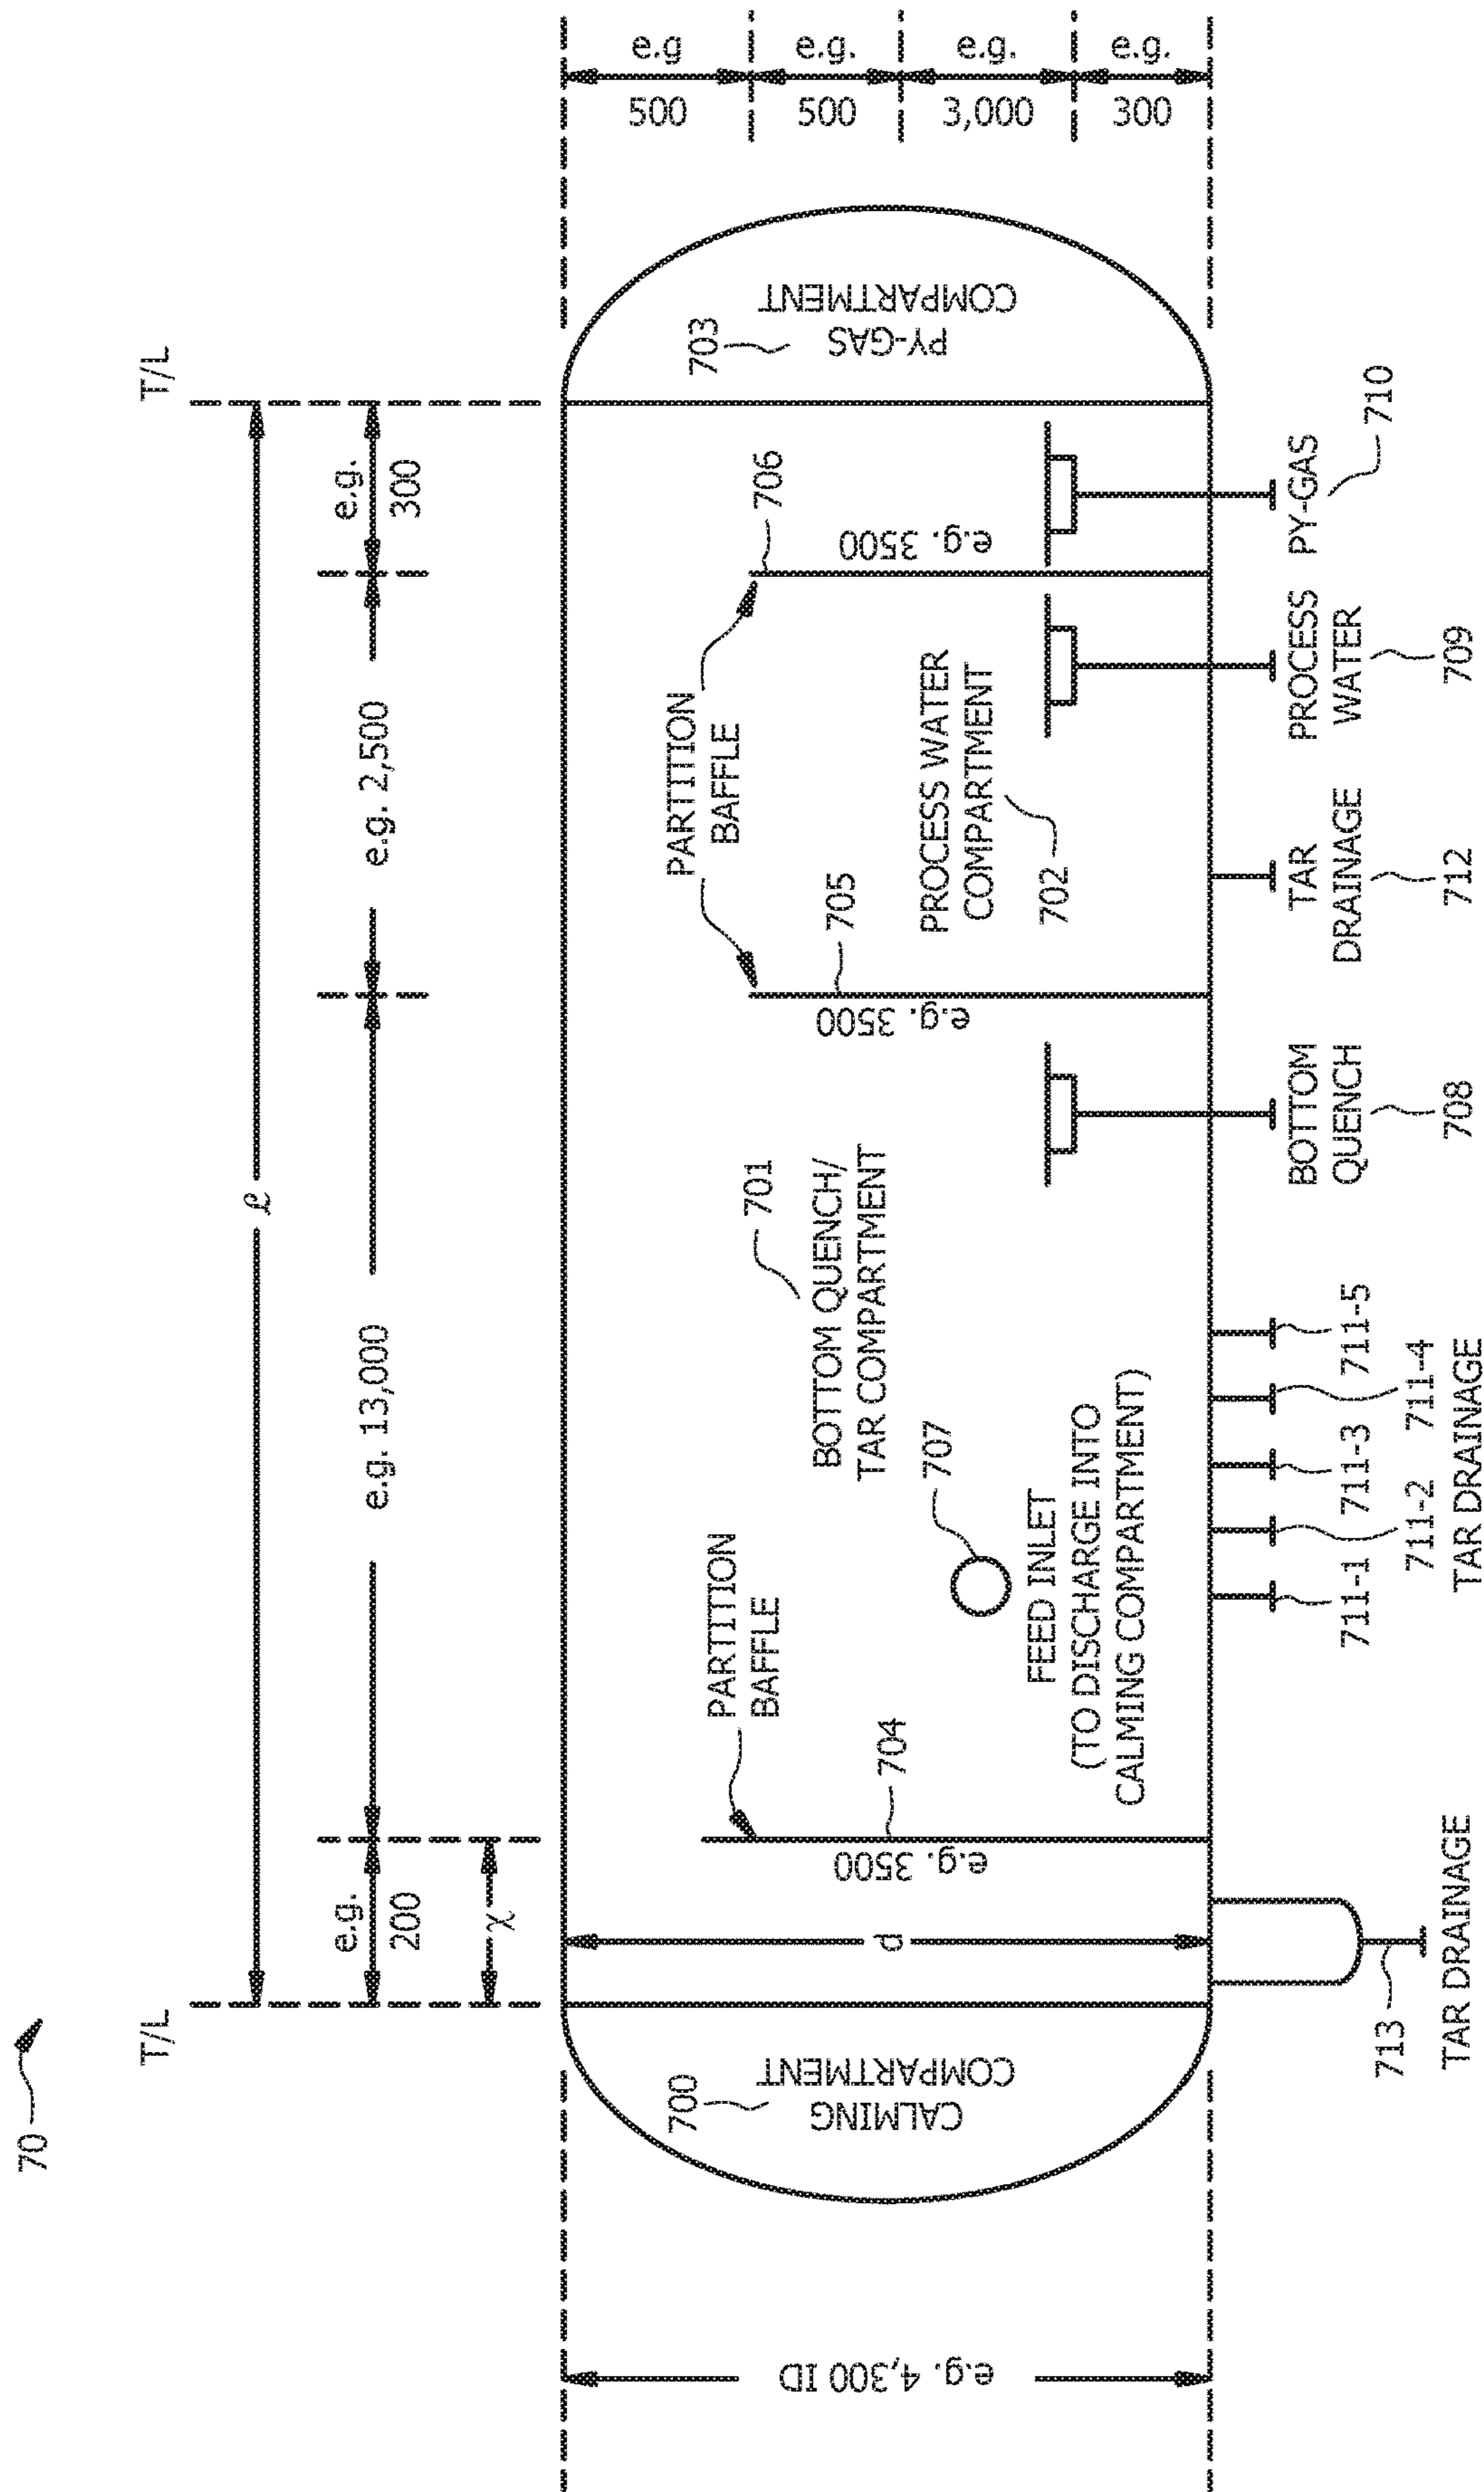 70
T/L
T/L
ℒ
e.g.
200
e.g. 13,000
e.g. 2,500
e.g.
300
χ
e.g. 4,300 ID
d
CALMING
COMPARTMENT
700
e.g. 3500
704
PARTITION
BAFFLE
707
FEED INLET
(TO DISCHARGE INTO
CALMING COMPARTMENT)
701
BOTTOM QUENCH/
TAR COMPARTMENT
e.g. 3500
705
PARTITION
BAFFLE
PROCESS WATER
COMPARTMENT
702
e.g. 3500
706
703
PY-GAS
COMPARTMENT
e.g
500
e.g.
500
e.g.
3,000
e.g.
300
713
TAR DRAINAGE
711-1
711-2
711-3
711-4
711-5
TAR DRAINAGE
BOTTOM
QUENCH
708
TAR
DRAINAGE
712
PROCESS
WATER
709
PY-GAS
710